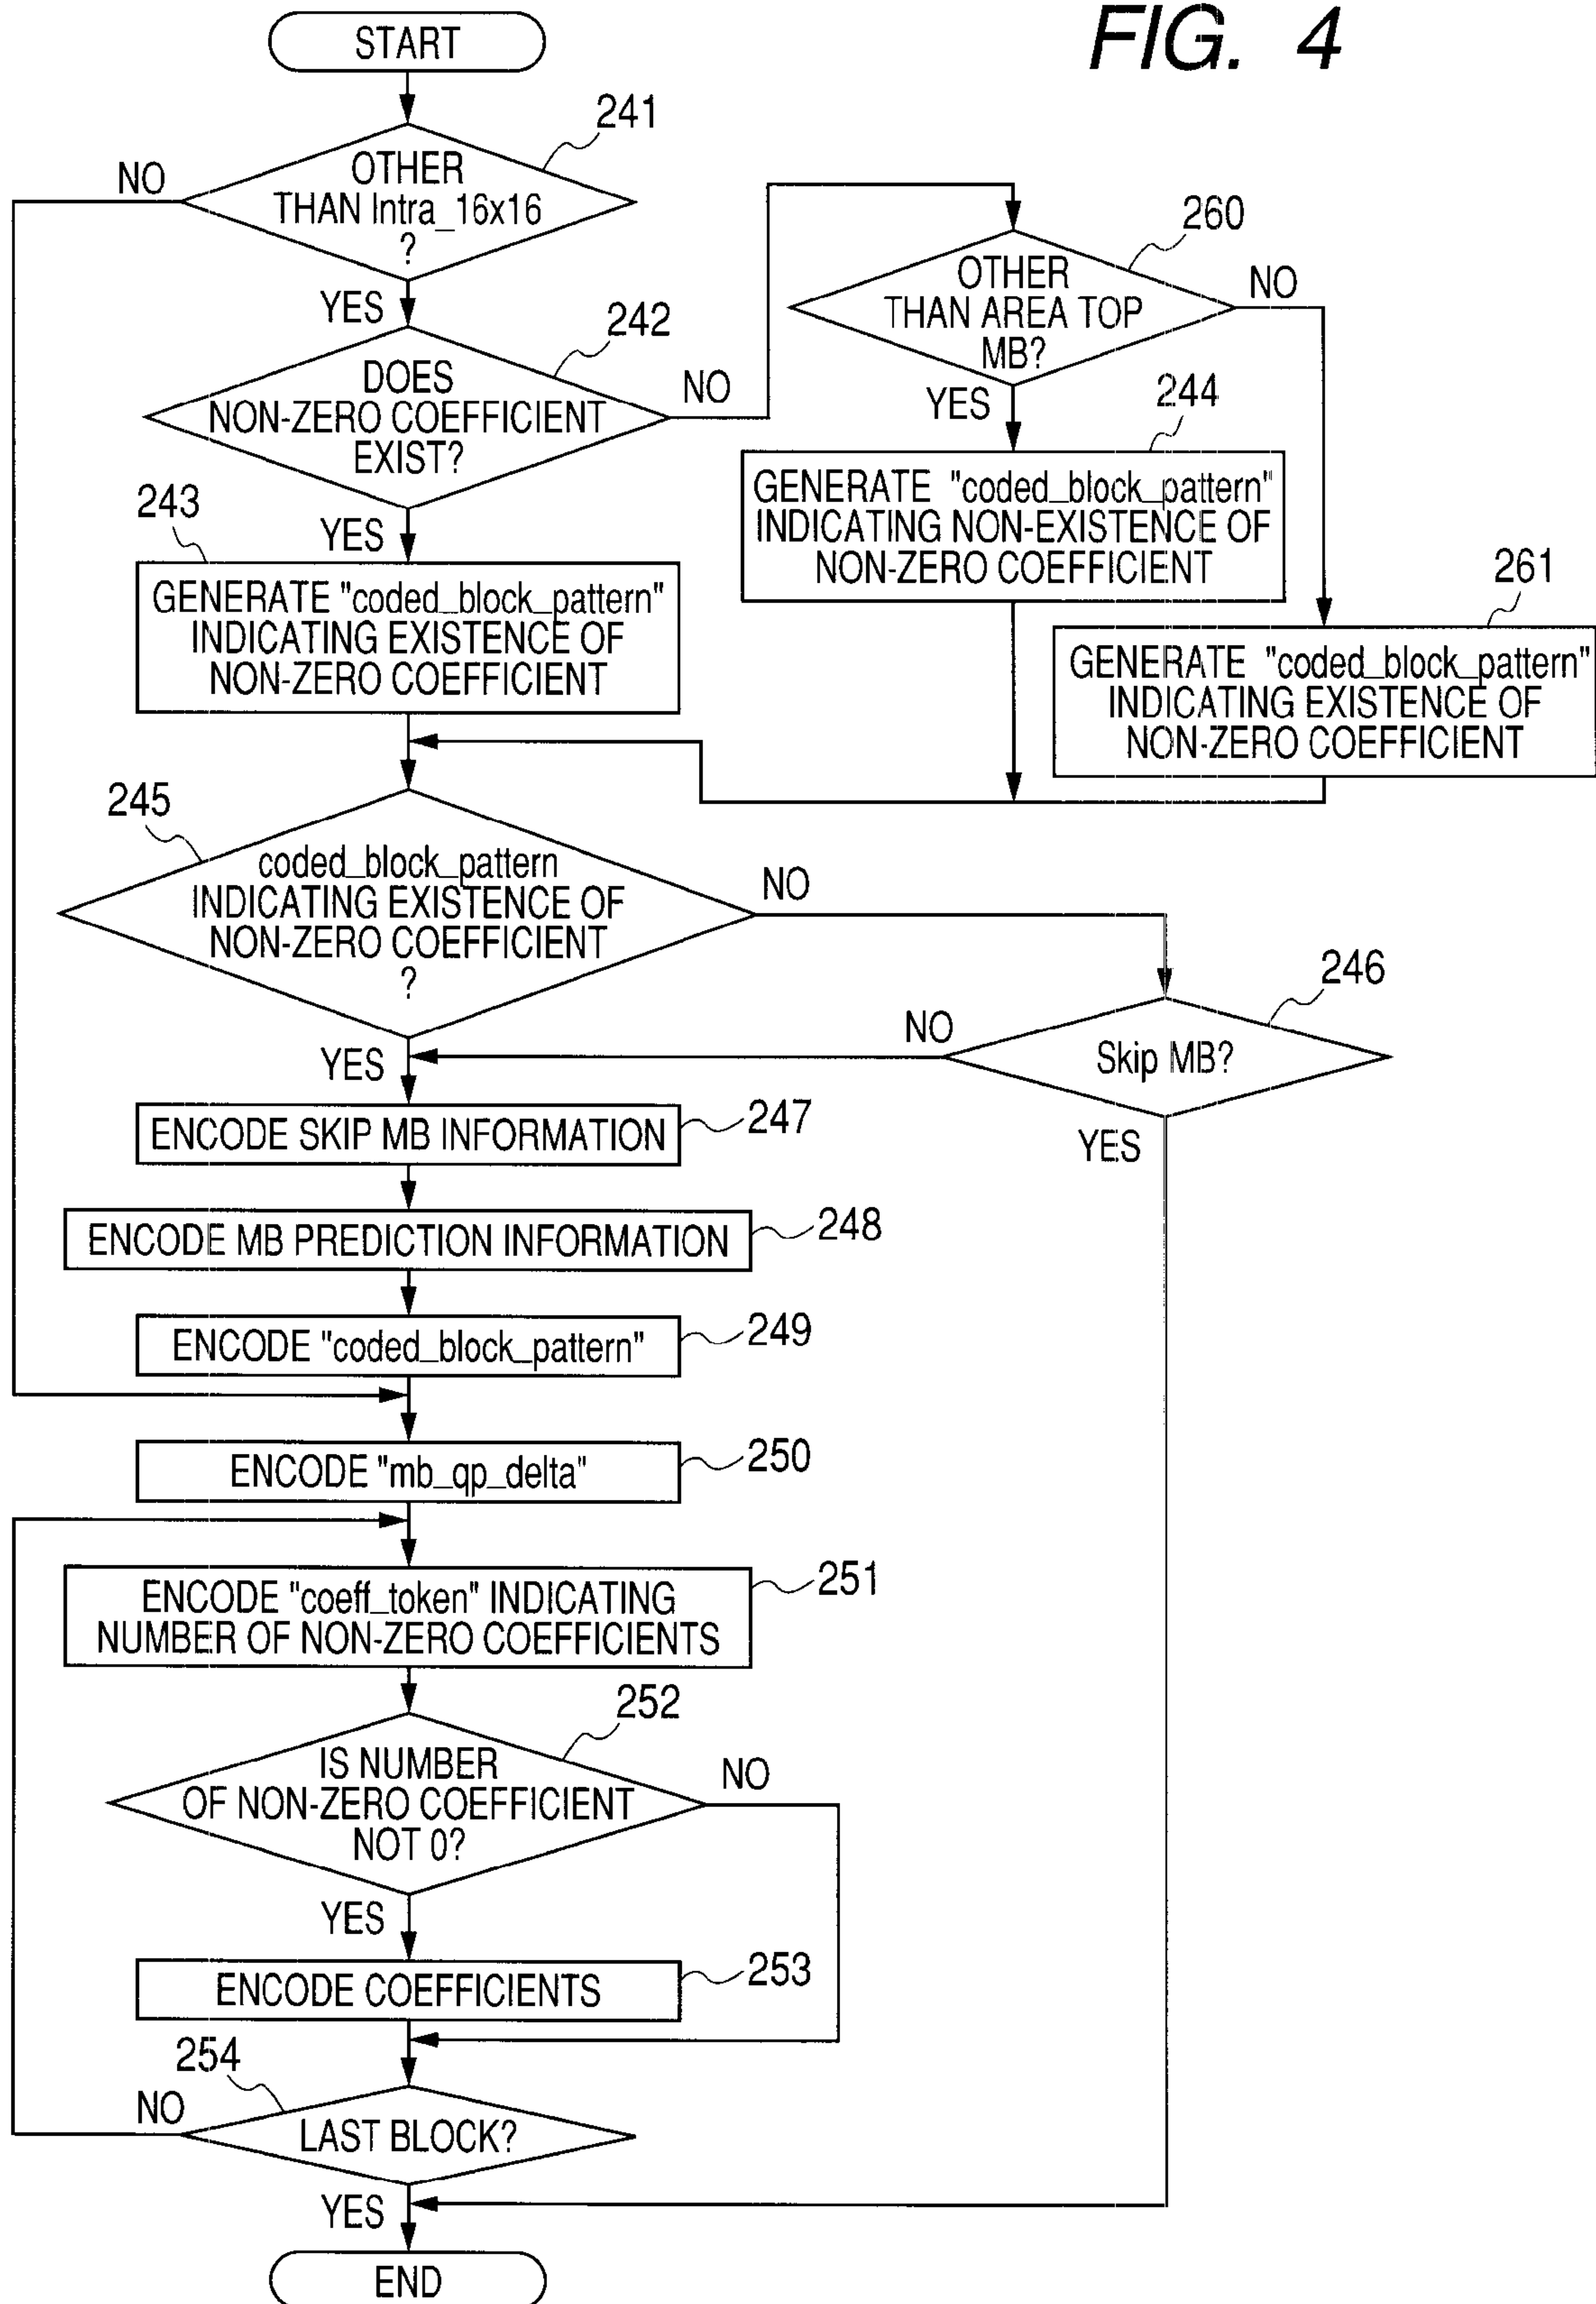 FIG. 4
START
241
OTHER
THAN Intra_16x16
?
NO
YES
242
DOES
NON-ZERO COEFFICIENT
EXIST?
NO
YES
260
OTHER
THAN AREA TOP
MB?
NO
YES
244
GENERATE "coded_block_pattern"
INDICATING NON-EXISTENCE OF
NON-ZERO COEFFICIENT
243
GENERATE "coded_block_pattern"
INDICATING EXISTENCE OF
NON-ZERO COEFFICIENT
261
GENERATE "coded_block_pattern"
INDICATING EXISTENCE OF
NON-ZERO COEFFICIENT
245
coded_block_pattern
INDICATING EXISTENCE OF
NON-ZERO COEFFICIENT
?
NO
YES
246
Skip MB?
NO
YES
ENCODE SKIP MB INFORMATION
247
ENCODE MB PREDICTION INFORMATION
248
ENCODE "coded_block_pattern"
249
ENCODE "mb_qp_delta"
250
ENCODE "coeff_token" INDICATING
NUMBER OF NON-ZERO COEFFICIENTS
251
252
IS NUMBER
OF NON-ZERO COEFFICIENT
NOT 0?
NO
YES
ENCODE COEFFICIENTS
253
254
LAST BLOCK?
NO
YES
END